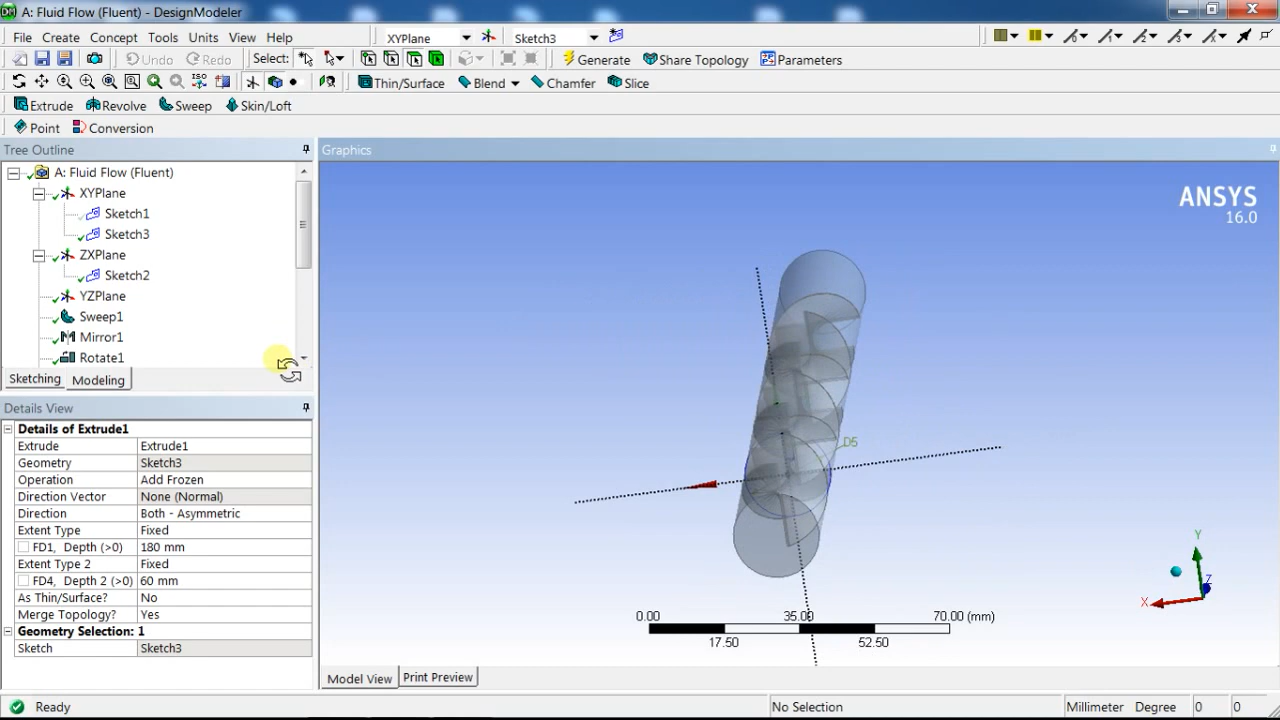 A: Fluid Flow (Fluent) - DesignModeler
File Create Concept Tools Units View Help
XYPlane Sketch3
Undo Redo Select: Generate Share Topology Parameters
ISO Thin/Surface Blend Chamfer Slice
Extrude Revolve Sweep Skin/Loft
Point Conversion
Tree Outline
A: Fluid Flow (Fluent)
XYPlane
Sketch1
Sketch3
ZXPlane
Sketch2
YZPlane
Sweep1
Mirror1
Rotate1
Sketching Modeling
Details View
Details of Extrude1
Extrude Extrude1
Geometry Sketch3
Operation Add Frozen
Direction Vector None (Normal)
Direction Both - Asymmetric
Extent Type Fixed
FD1, Depth (>0) 180 mm
Extent Type 2 Fixed
FD4, Depth 2 (>0) 60 mm
As Thin/Surface? No
Merge Topology? Yes
Geometry Selection: 1
Sketch Sketch3
Graphics
ANSYS
16.0
D5
Y
X Z
0.00 35.00 70.00 (mm)
17.50 52.50
Model View Print Preview
Ready No Selection Millimeter Degree 0 0